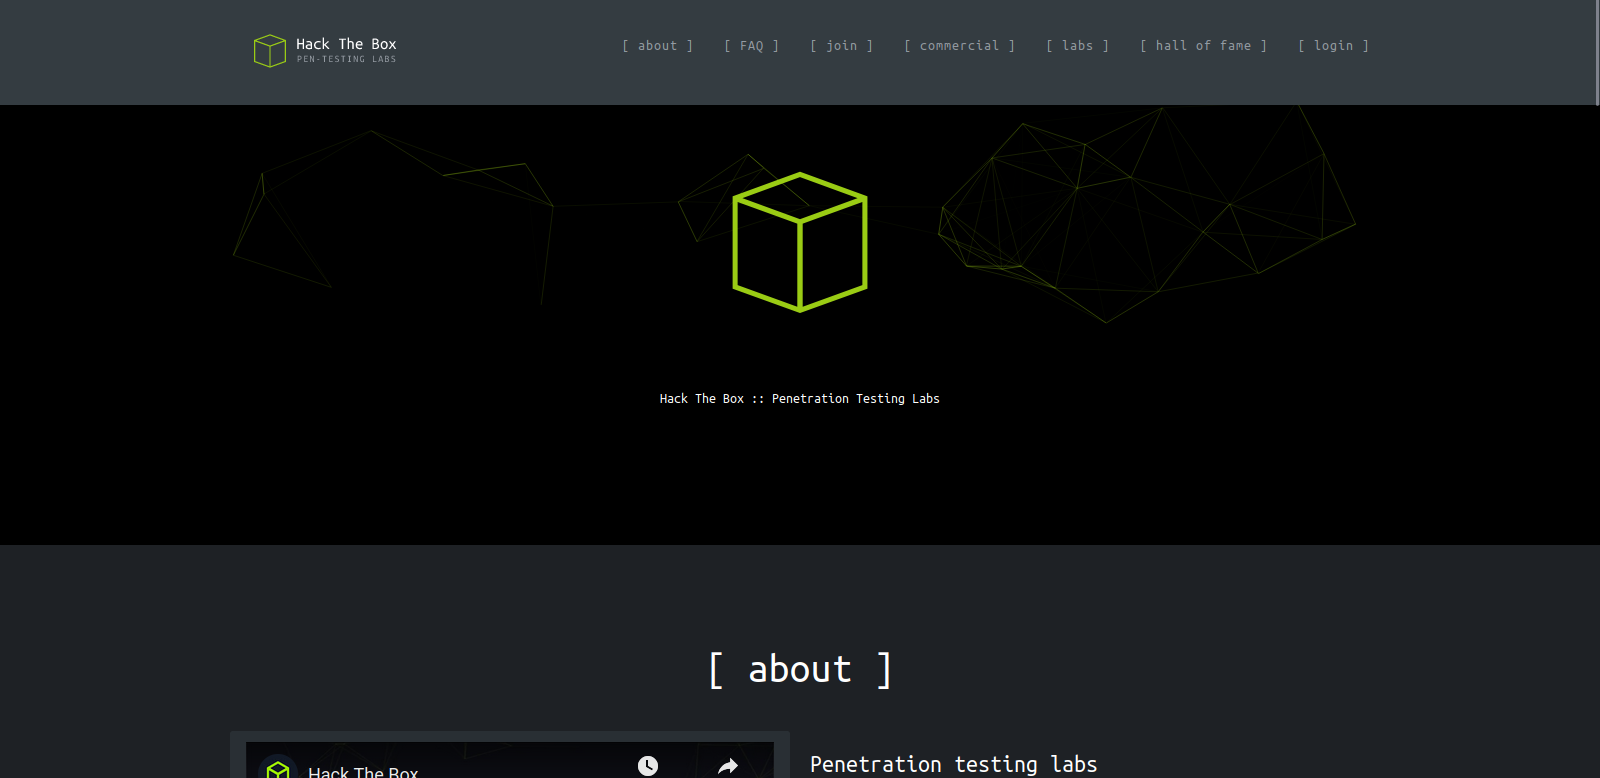 Hack The Box
PEN-TESTING LABS
[ about ] [ FAQ ] [ join ] [ commercial ] [ labs ] [ hall of fame ] [ login ]
Hack The Box :: Penetration Testing Labs
[ about ]
Hack The Box
Penetration testing labs